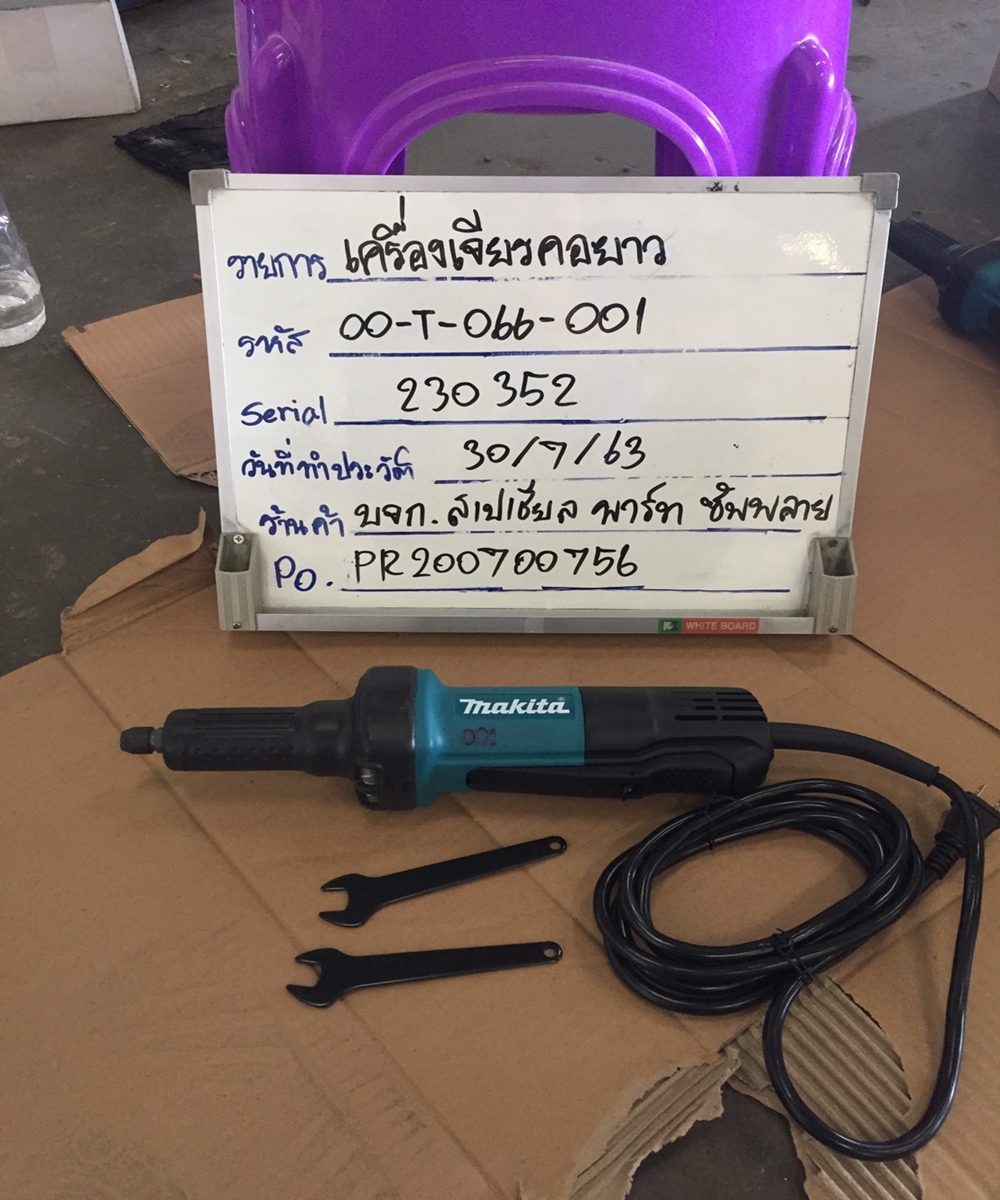 รายการ เครื่องเจียรคอยาว
รหัส 00-T-066-001
Serial 230352
วันที่ทำประวัติ 30/7/63
ร้านค้า บจก. สเปเชียล พาร์ท ซัพพลาย
PO. PR200700756
WHITE BOARD
makita
001